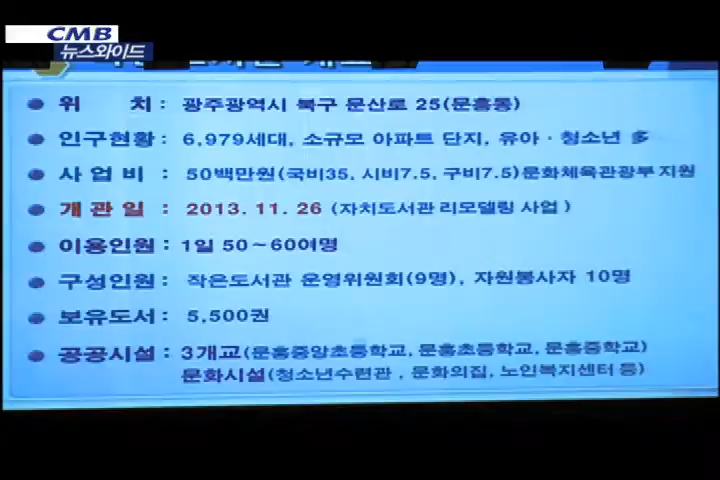 CMB
뉴스와이드
위 치 : 광주광역시 북구 문산로 25(문흥동)
인구현황 : 6,979세대, 소규모 아파트 단지, 유아 · 청소년 多
사 업 비 : 50백만원(국비35, 시비7.5, 구비7.5)문화체육관광부 지원
개 관 일 : 2013. 11. 26 (자치도서관 리모델링 사업)
이용인원 : 1일 50~60여명
구성인원 : 작은도서관 운영위원회(9명), 자원봉사자 10명
보유도서 : 5,500권
공공시설 : 3개교(문흥중앙초등학교, 문흥초등학교, 문흥중학교)
문화시설(청소년수련관 , 문화의집, 노인복지센터 등)